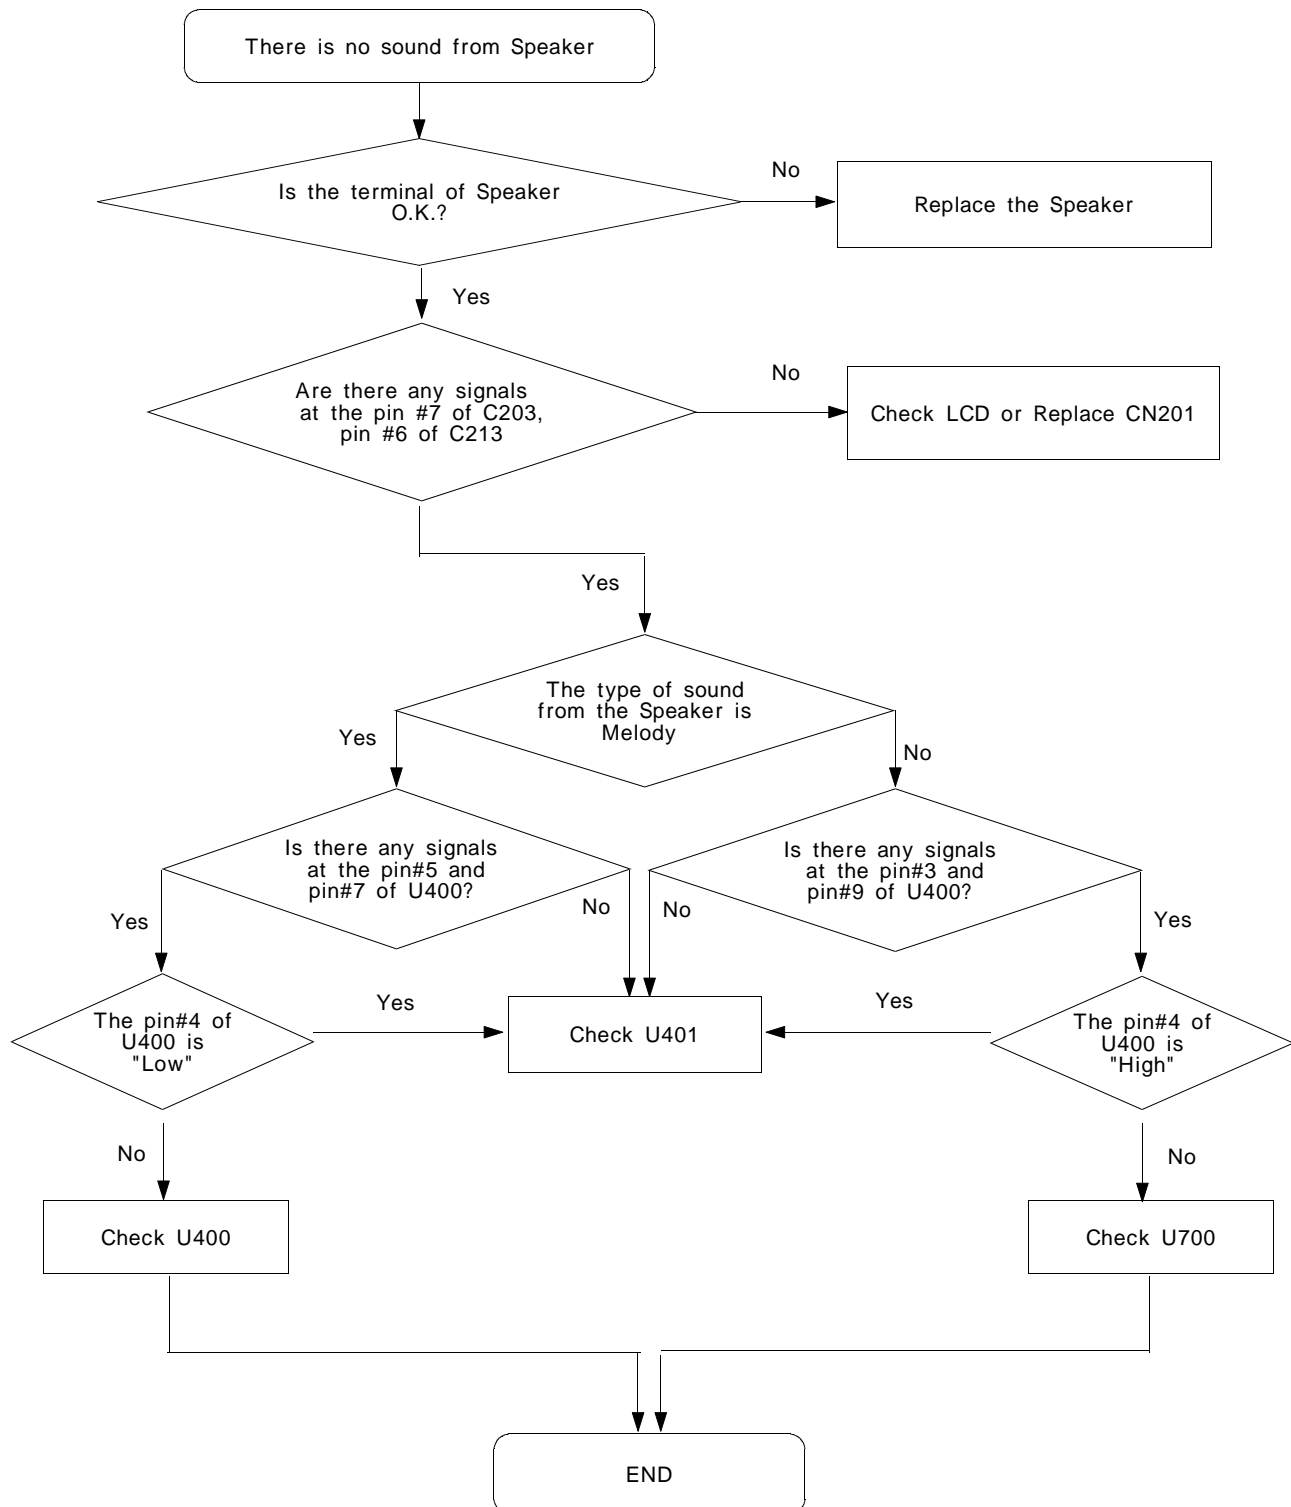 There is no sound from Speaker
Is the terminal of Speaker
O.K.?
No
Replace the Speaker
Yes
Are there any signals
at the pin #7 of C203,
pin #6 of C213
No
Check LCD or Replace CN201
Yes
The type of sound
from the Speaker is
Melody
Yes
No
Is there any signals
at the pin#5 and
pin#7 of U400?
Is there any signals
at the pin#3 and
pin#9 of U400?
Yes
No
No
Yes
The pin#4 of
U400 is
"Low"
Yes
Check U401
Yes
The pin#4 of
U400 is
"High"
No
No
Check U400
Check U700
END